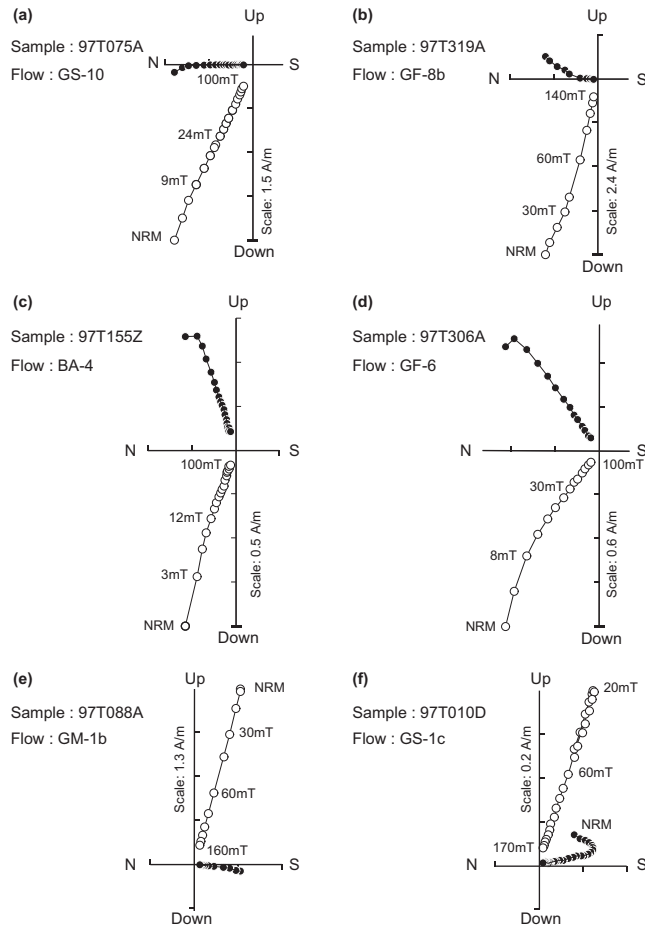 (a)
Up
Sample : 97T075A
Flow : GS-10
N
S
100mT
24mT
9mT
NRM
Scale: 1.5 A/m
Down
(b)
Up
Sample : 97T319A
Flow : GF-8b
N
S
140mT
60mT
30mT
NRM
Scale: 2.4 A/m
Down
(c)
Up
Sample : 97T155Z
Flow : BA-4
N
S
100mT
12mT
3mT
NRM
Scale: 0.5 A/m
Down
(d)
Up
Sample : 97T306A
Flow : GF-6
N
S
100mT
30mT
8mT
NRM
Scale: 0.6 A/m
Down
(e)
Up
Sample : 97T088A
Flow : GM-1b
NRM
30mT
Scale: 1.3 A/m
60mT
160mT
N
S
Down
(f)
Up
Sample : 97T010D
Flow : GS-1c
20mT
Scale: 0.2 A/m
60mT
NRM
170mT
N
S
Down